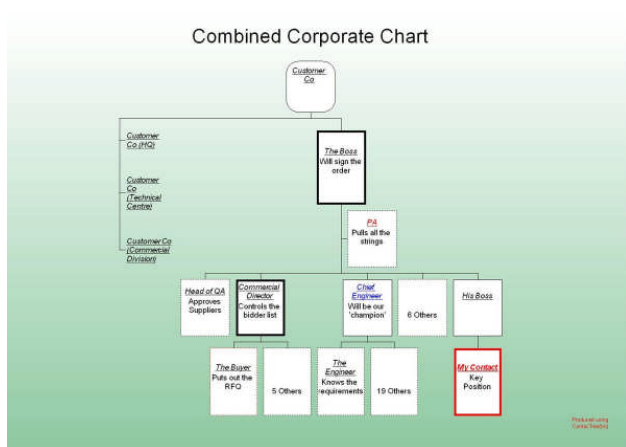 Combined Corporate Chart
Customer
Co
Customer
Co (HQ)
Customer
Co
(Technical
Centre)
Customer Co
(Commercial
Division)
The Boss
Will sign the
order
PA
Pulls all the
strings
Head of QA
Approves
Suppliers
Commercial
Director
Controls the
bidder list
Chief
Engineer
Will be our
'champion'
6 Others
His Boss
The Buyer
Puts out the
RFQ
5 Others
The
Engineer
Knows the
requirements
19 Others
My Contact
Key
Position
Produced using